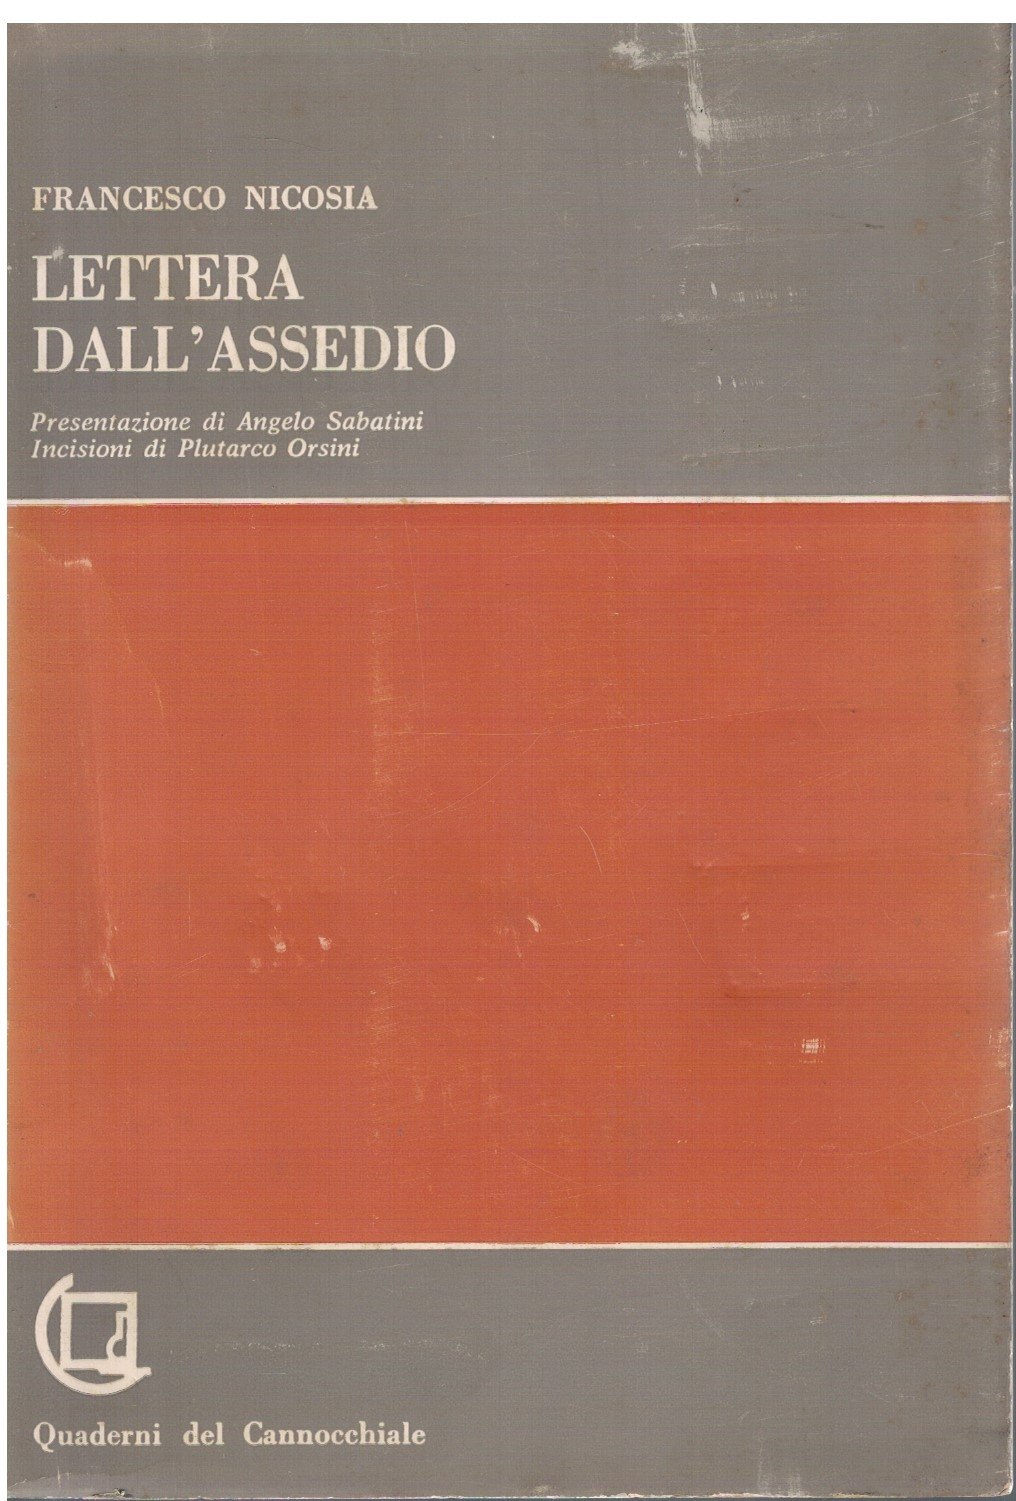 FRANCESCO NICOSIA
LETTERA
DALL'ASSEDIO
Presentazione di Angelo Sabatini
Incisioni di Plutarco Orsini
Quaderni del Cannocchiale